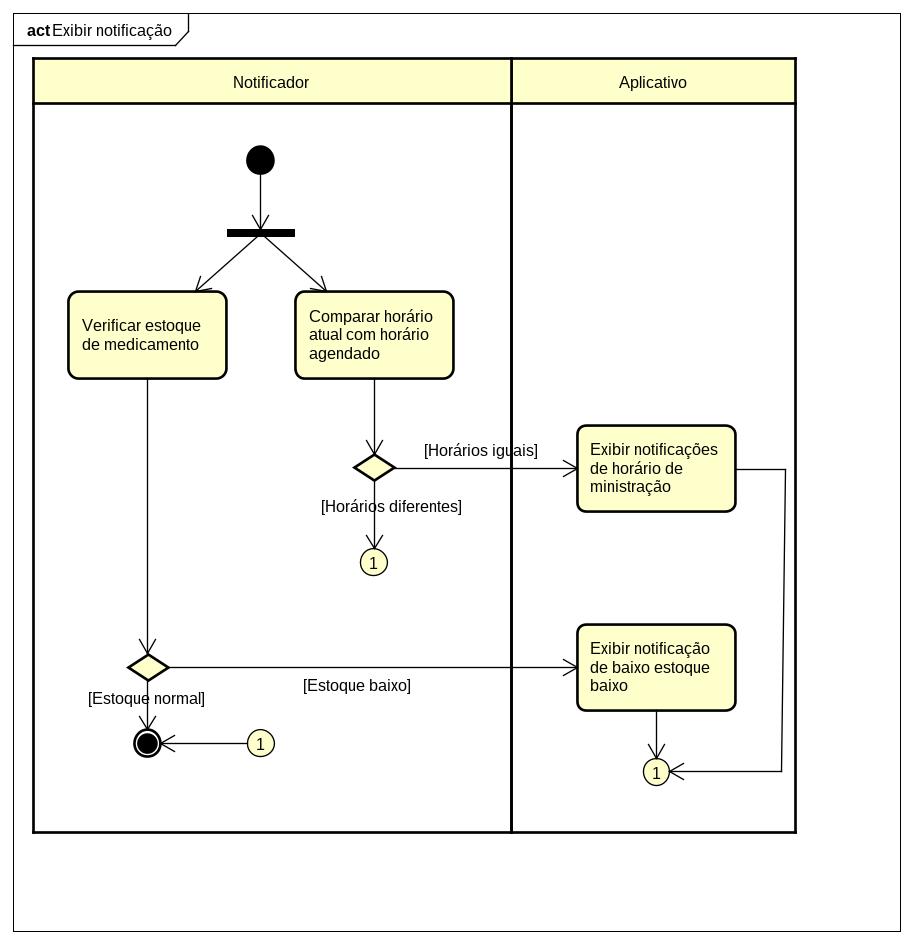 act Exibir notificação
Notificador
Aplicativo
Verificar estoque
de medicamento
Comparar horário
atual com horário
agendado
[Horários iguais]
Exibir notificações
de horário de
ministração
[Horários diferentes]
1
Exibir notificação
de baixo estoque
baixo
[Estoque baixo]
[Estoque normal]
1
1